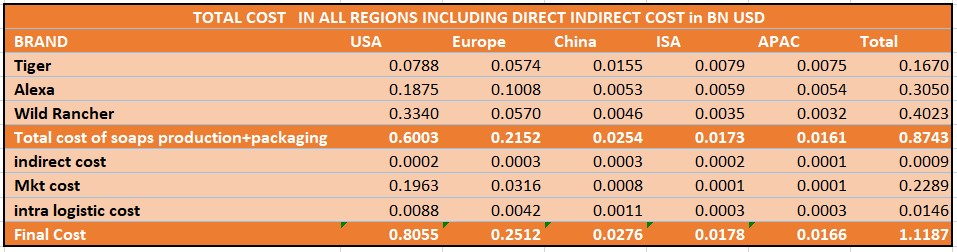 TOTAL COST IN ALL REGIONS INCLUDING DIRECT INDIRECT COST in BN USD
BRAND USA Europe China ISA APAC Total
Tiger 0.0788 0.0574 0.0155 0.0079 0.0075 0.1670
Alexa 0.1875 0.1008 0.0053 0.0059 0.0054 0.3050
Wild Rancher 0.3340 0.0570 0.0046 0.0035 0.0032 0.4023
Total cost of soaps production+packaging 0.6003 0.2152 0.0254 0.0173 0.0161 0.8743
indirect cost 0.0002 0.0003 0.0003 0.0002 0.0001 0.0009
Mkt cost 0.1963 0.0316 0.0008 0.0001 0.0001 0.2289
intra logistic cost 0.0088 0.0042 0.0011 0.0003 0.0003 0.0146
Final Cost 0.8055 0.2512 0.0276 0.0178 0.0166 1.1187